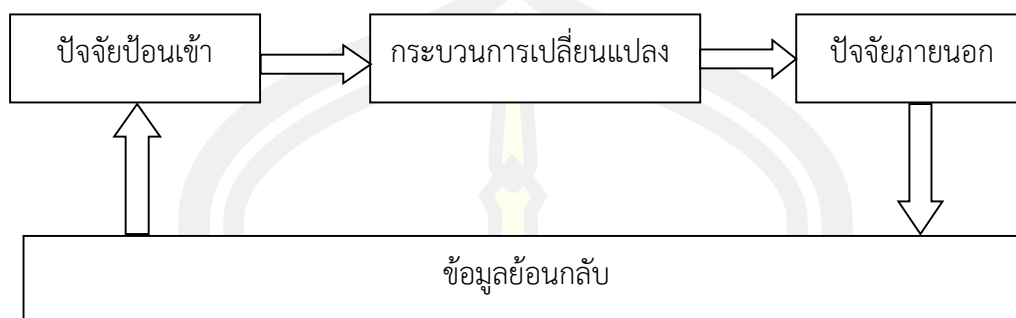 ปัจจัยป้อนเข้า
กระบวนการเปลี่ยนแปลง
ปัจจัยภายนอก
ข้อมูลย้อนกลับ